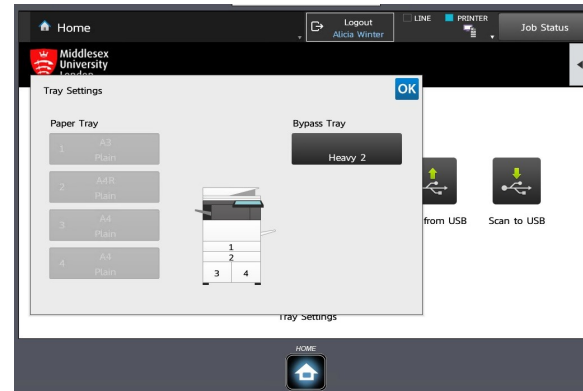 Home
Logout
Alicia Winter
LINE
PRINTER
Job Status
Middlesex
University
London
Tray Settings
OK
Paper Tray
Bypass Tray
1 A3
Plain
Heavy 2
2 A4R
Plain
from USB
Scan to USB
3 A4
Plain
4 A4
Plain
1
2
3 4
Tray Settings
HOME